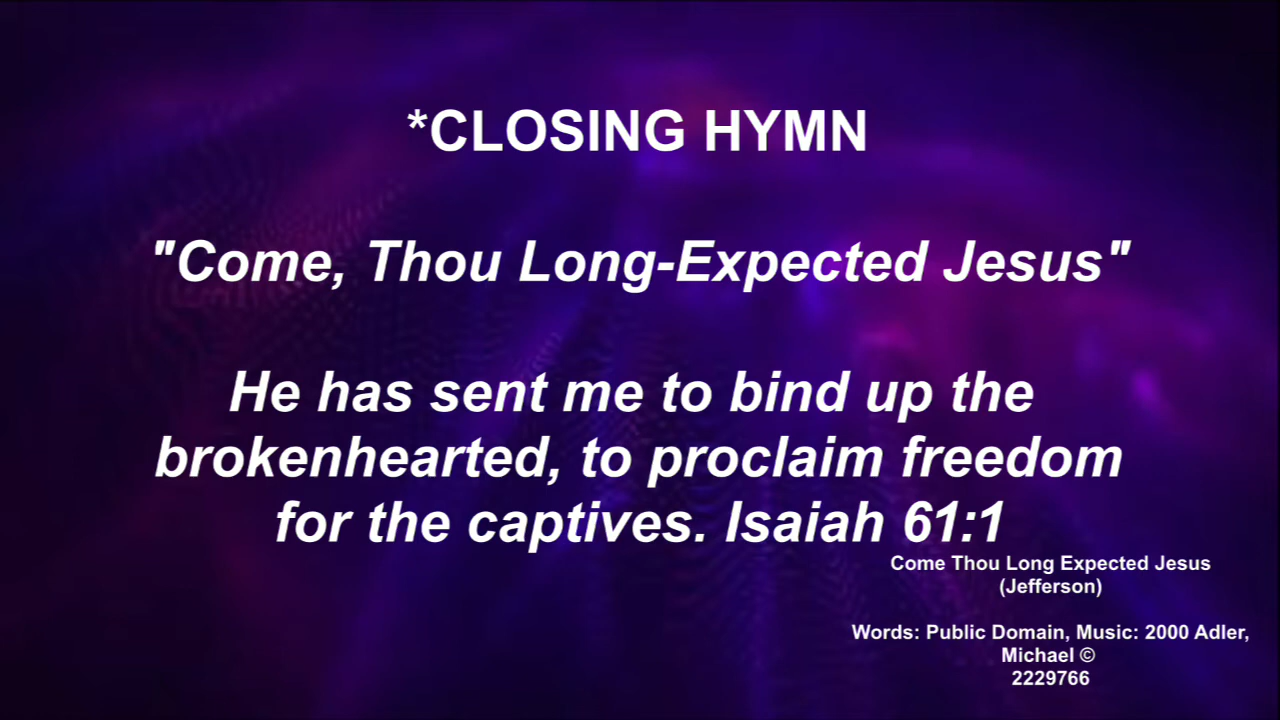 *CLOSING HYMN
"Come, Thou Long-Expected Jesus"
He has sent me to bind up the
brokenhearted, to proclaim freedom
for the captives. Isaiah 61:1
Come Thou Long Expected Jesus
(Jefferson)
Words: Public Domain, Music: 2000 Adler,
Michael ©
2229766